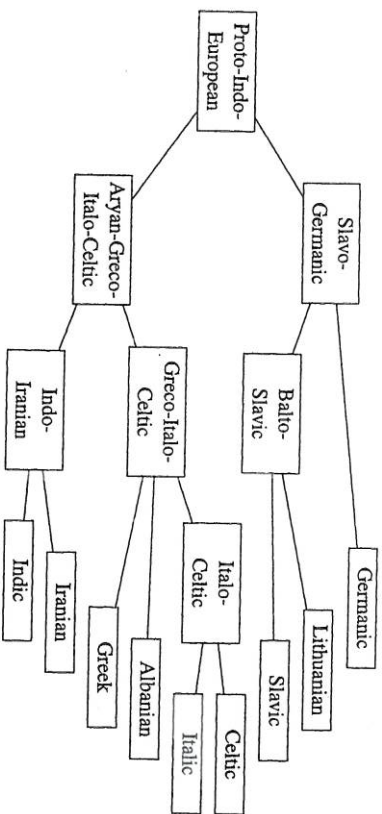 Germanic
Lithuanian
Slavic
Celtic
Italic
Albanian
Greek
Iranian
Indic
Italo-
Celtic
Balto-
Slavic
Greco-Italo-
Celtic
Indo-
Iranian
Slavo-
Germanic
Aryan-Greco-
Italo-Celtic
Proto-Indo-
European